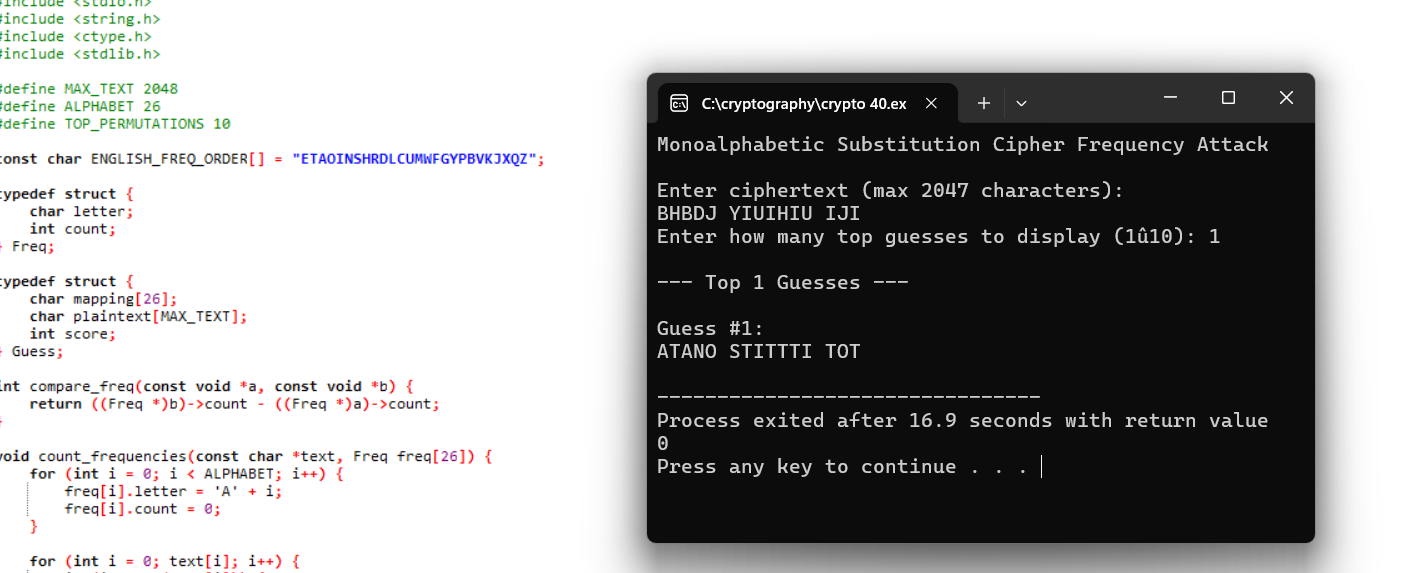 #include <stdio.h>
#include <string.h>
#include <ctype.h>
#include <stdlib.h>
#define MAX_TEXT 2048
#define ALPHABET 26
#define TOP_PERMUTATIONS 10
const char ENGLISH_FREQ_ORDER[] = "ETAOINSHRDLCUMWFGYPBVKJXQZ";
typedef struct {
char letter;
int count;
} Freq;
typedef struct {
char mapping[26];
char plaintext[MAX_TEXT];
int score;
} Guess;
int compare_freq(const void *a, const void *b) {
return ((Freq *)b)->count - ((Freq *)a)->count;
}
void count_frequencies(const char *text, Freq freq[26]) {
for (int i = 0; i < ALPHABET; i++) {
freq[i].letter = 'A' + i;
freq[i].count = 0;
}
for (int i = 0; text[i]; i++) {
C:\cryptography\crypto 40.ex
Monoalphabetic Substitution Cipher Frequency Attack
Enter ciphertext (max 2047 characters):
BHBDJ YIUIHIU IJI
Enter how many top guesses to display (1û10): 1
--- Top 1 Guesses ---
Guess #1:
ATANO STITTTI TOT
--------------------------------
Process exited after 16.9 seconds with return value
0
Press any key to continue . . .